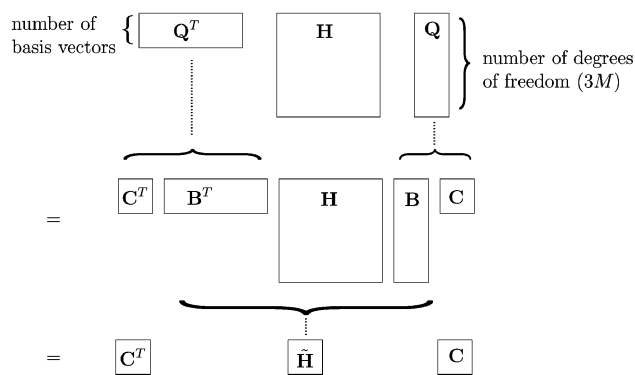 number of
basis vectors
Q^T H Q
number of degrees
of freedom (3M)
= C^T B^T H B C
= C^T H̃ C